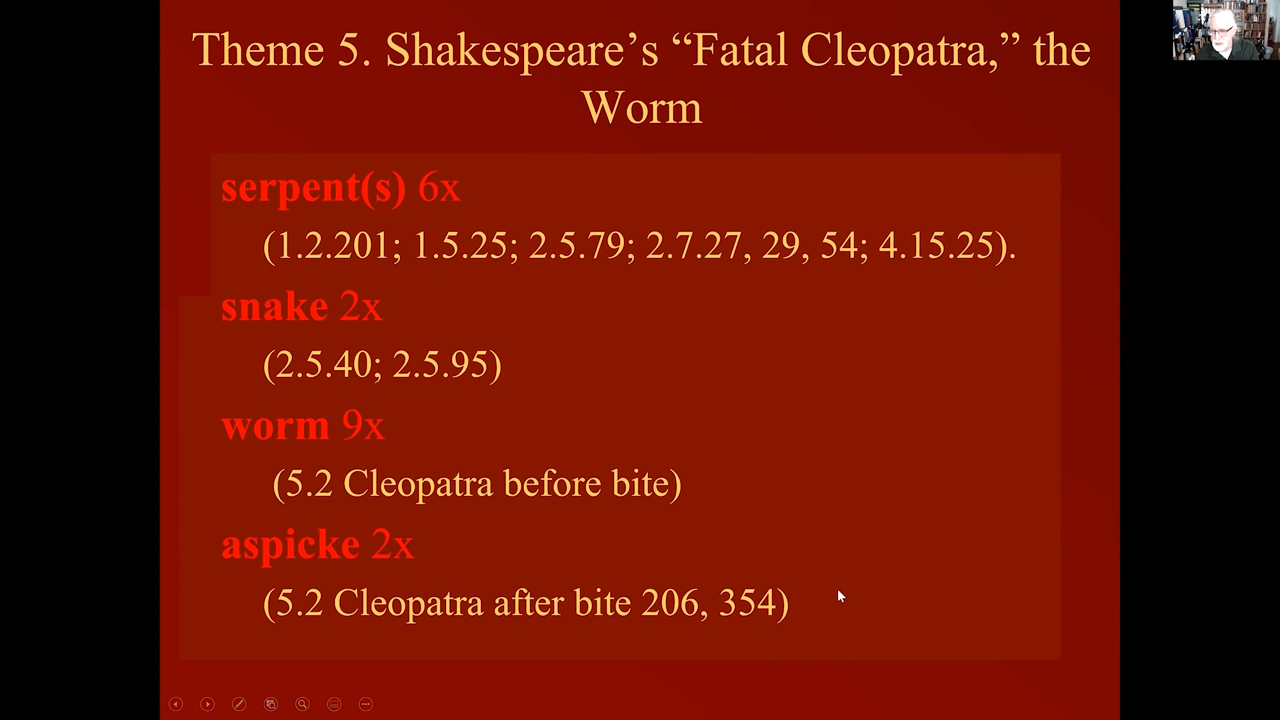 Theme 5. Shakespeare’s “Fatal Cleopatra,” the
Worm
serpent(s) 6x
(1.2.201; 1.5.25; 2.5.79; 2.7.27, 29, 54; 4.15.25).
snake 2x
(2.5.40; 2.5.95)
worm 9x
(5.2 Cleopatra before bite)
aspicke 2x
(5.2 Cleopatra after bite 206, 354)